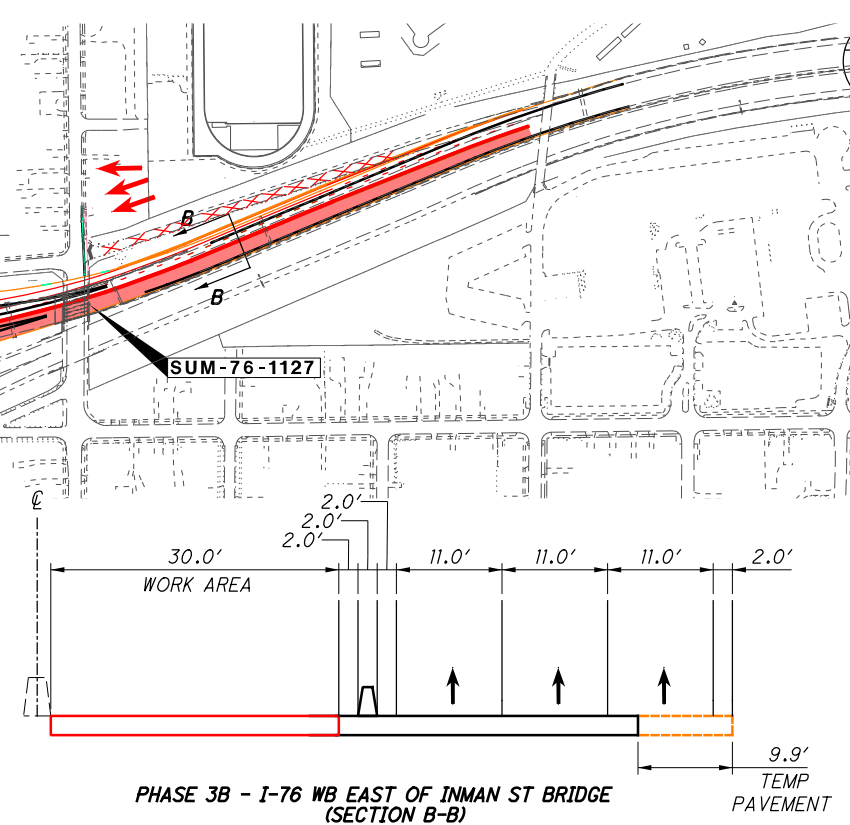 B
B
SUM-76-1127
℄
2.0'
2.0'
2.0'
30.0' 11.0' 11.0' 11.0' 2.0'
WORK AREA
9.9'
TEMP
PAVEMENT
PHASE 3B - I-76 WB EAST OF INMAN ST BRIDGE
(SECTION B-B)